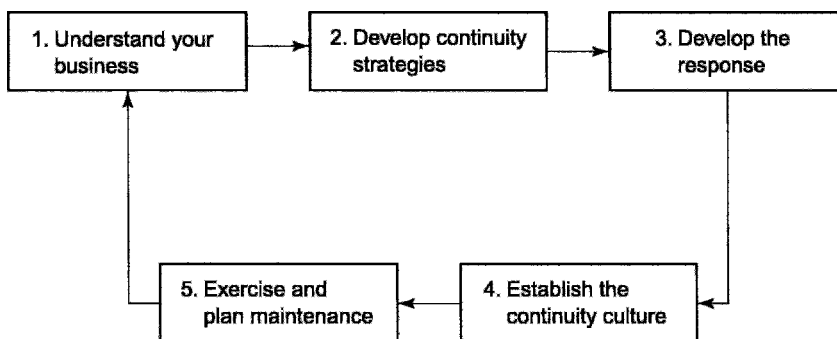 1. Understand your
business
2. Develop continuity
strategies
3. Develop the
response
5. Exercise and
plan maintenance
4. Establish the
continuity culture